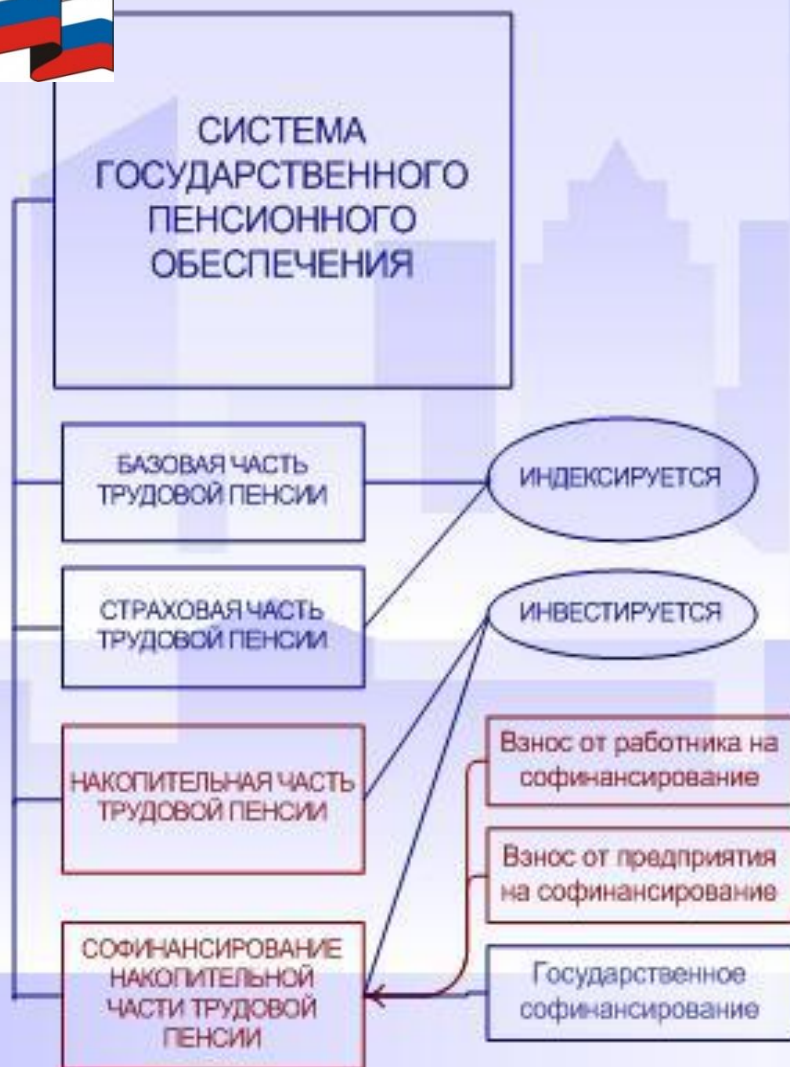 СИСТЕМА
ГОСУДАРСТВЕННОГО
ПЕНСИОННОГО
ОБЕСПЕЧЕНИЯ
БАЗОВАЯ ЧАСТЬ
ТРУДОВОЙ ПЕНСИИ
ИНДЕКСИРУЕТСЯ
СТРАХОВАЯ ЧАСТЬ
ТРУДОВОЙ ПЕНСИИ
ИНВЕСТИРУЕТСЯ
НАКОПИТЕЛЬНАЯ ЧАСТЬ
ТРУДОВОЙ ПЕНСИИ
Взнос от работника на
софинансирование
Взнос от предприятия
на софинансирование
СОФИНАНСИРОВАНИЕ
НАКОПИТЕЛЬНОЙ
ЧАСТИ ТРУДОВОЙ
ПЕНСИИ
Государственное
софинансирование